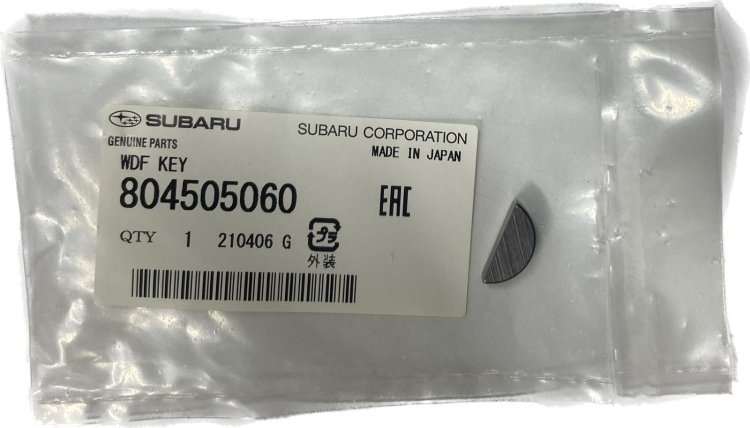 SUBARU
SUBARU CORPORATION
GENUINE PARTS
MADE IN JAPAN
WDF KEY
804505060
EAC
QTY 1 210406 G
プラ
外装